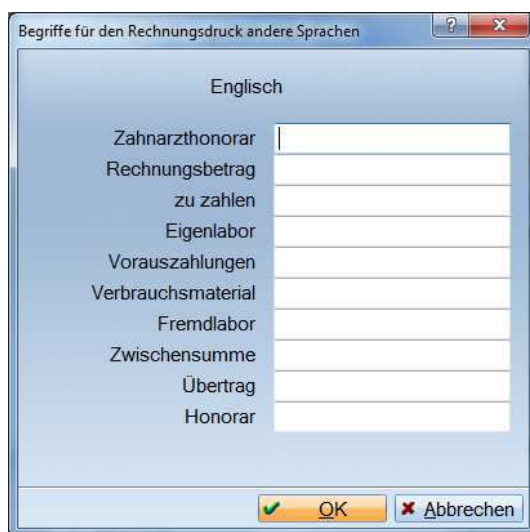 Begriffe für den Rechnungsdruck andere Sprachen
Englisch
Zahnarzthonorar
Rechnungsbetrag
zu zahlen
Eigenlabor
Vorauszahlungen
Verbrauchsmaterial
Fremdlabor
Zwischensumme
Übertrag
Honorar
OK Abbrechen